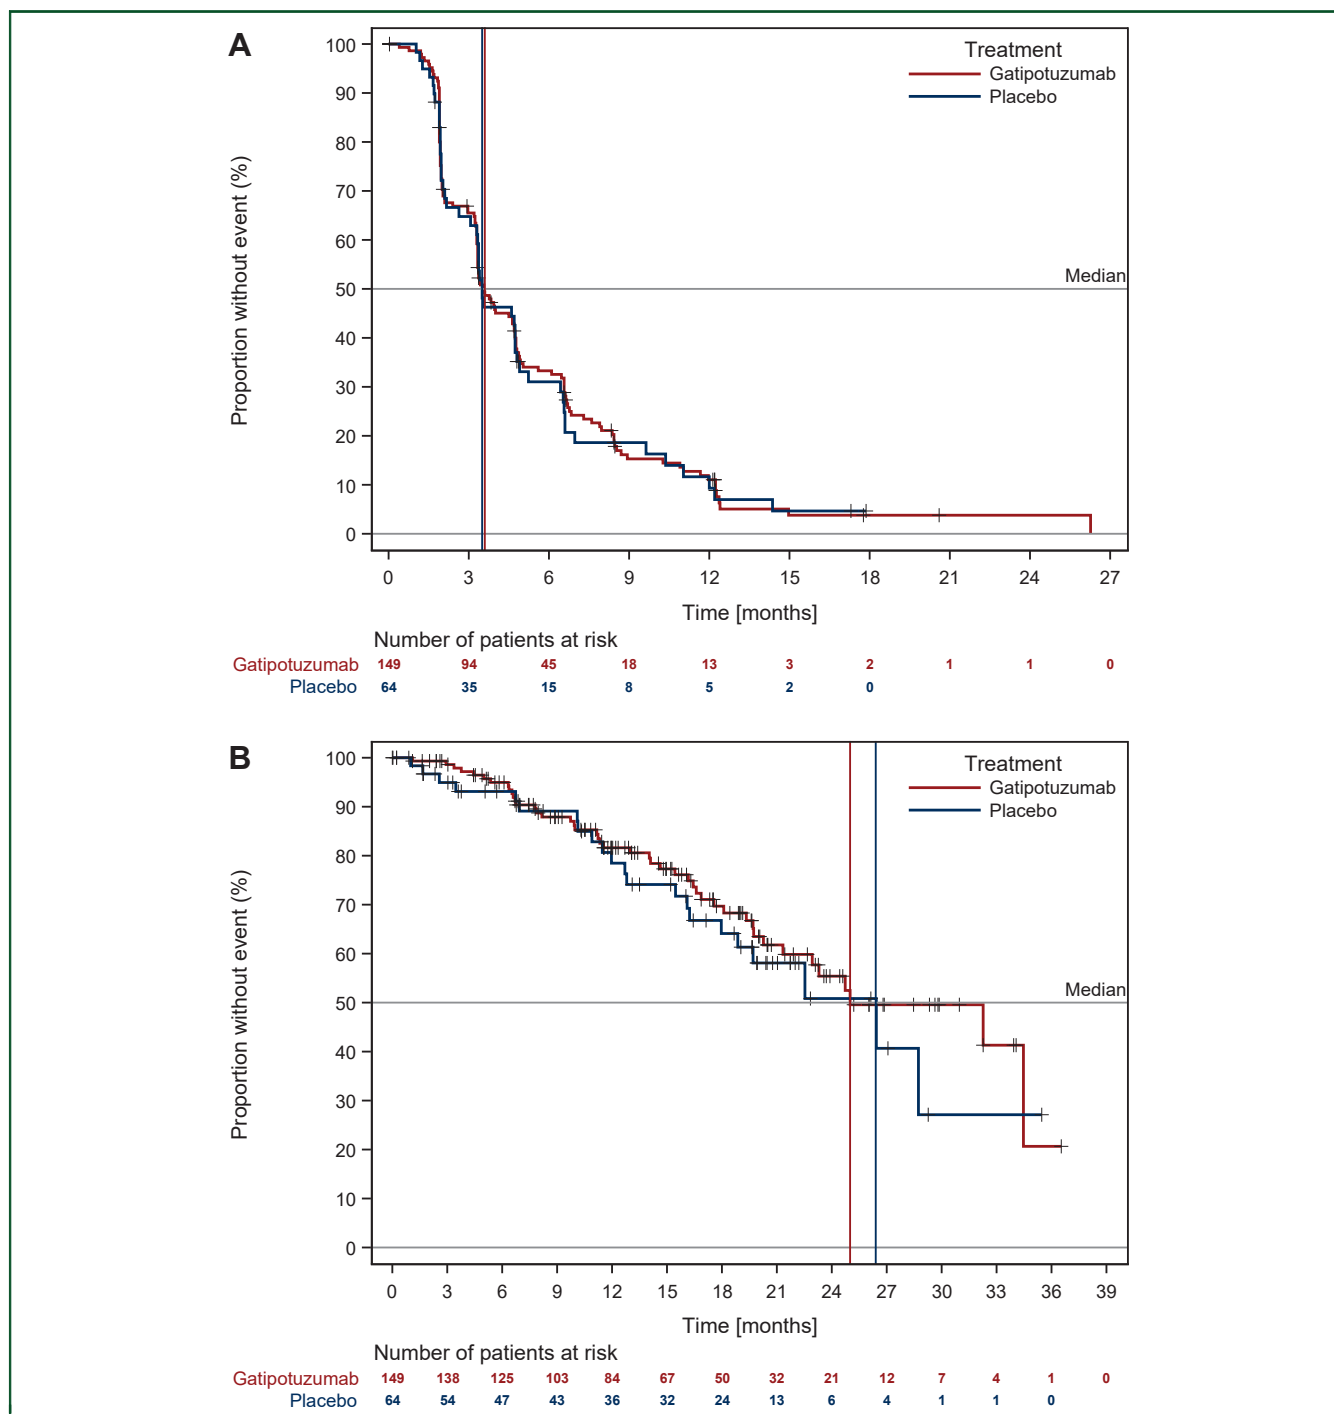 A
Treatment
Gatipotuzumab
Placebo
Proportion without event (%)
100
90
80
70
60
50
40
30
20
10
0
Median
0 3 6 9 12 15 18 21 24 27
Time [months]
Number of patients at risk
Gatipotuzumab 149 94 45 18 13 3 2 1 1 0
Placebo 64 35 15 8 5 2 0
B
Treatment
Gatipotuzumab
Placebo
Proportion without event (%)
100
90
80
70
60
50
40
30
20
10
0
Median
0 3 6 9 12 15 18 21 24 27 30 33 36 39
Time [months]
Number of patients at risk
Gatipotuzumab 149 138 125 103 84 67 50 32 21 12 7 4 1 0
Placebo 64 54 47 43 36 32 24 13 6 4 1 1 0